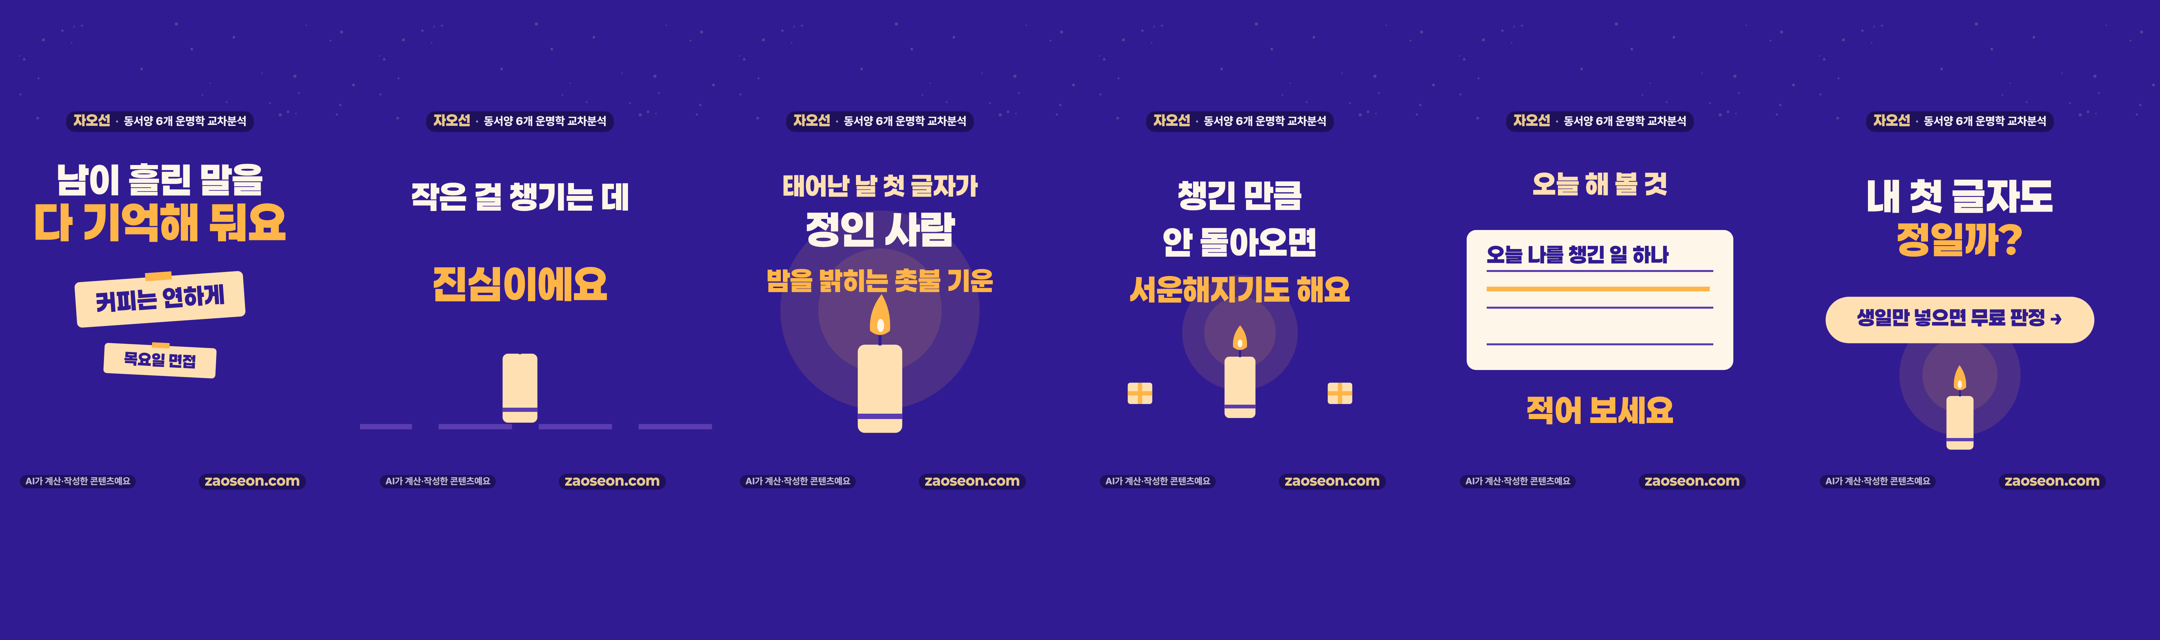 자오선 · 동서양 6개 운명학 교차분석
남이 흘린 말을
다 기억해 둬요
커피는 연하게
목요일 면접
AI가 계산·작성한 콘텐츠예요
zaoseon.com
자오선 · 동서양 6개 운명학 교차분석
작은 걸 챙기는 데
진심이에요
AI가 계산·작성한 콘텐츠예요
zaoseon.com
자오선 · 동서양 6개 운명학 교차분석
태어난 날 첫 글자가
정인 사람
밤을 밝히는 촛불 기운
AI가 계산·작성한 콘텐츠예요
zaoseon.com
자오선 · 동서양 6개 운명학 교차분석
챙긴 만큼
안 돌아오면
서운해지기도 해요
AI가 계산·작성한 콘텐츠예요
zaoseon.com
자오선 · 동서양 6개 운명학 교차분석
오늘 해 볼 것
오늘 나를 챙긴 일 하나
적어 보세요
AI가 계산·작성한 콘텐츠예요
zaoseon.com
자오선 · 동서양 6개 운명학 교차분석
내 첫 글자도
정일까?
생일만 넣으면 무료 판정 →
AI가 계산·작성한 콘텐츠예요
zaoseon.com